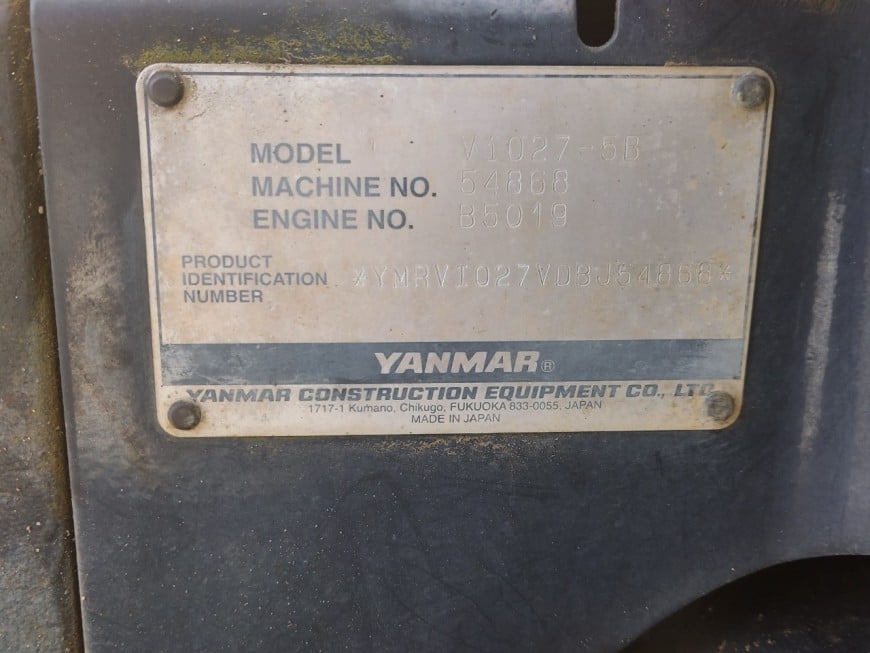 MODEL V1027-5B
MACHINE NO. 54868
ENGINE NO. B5019
PRODUCT
IDENTIFICATION
NUMBER
*YMRVI027VDBJ54868*
YANMAR®
YANMAR CONSTRUCTION EQUIPMENT CO., LTD.
1717-1 Kumano, Chikugo, FUKUOKA 833-0055, JAPAN
MADE IN JAPAN